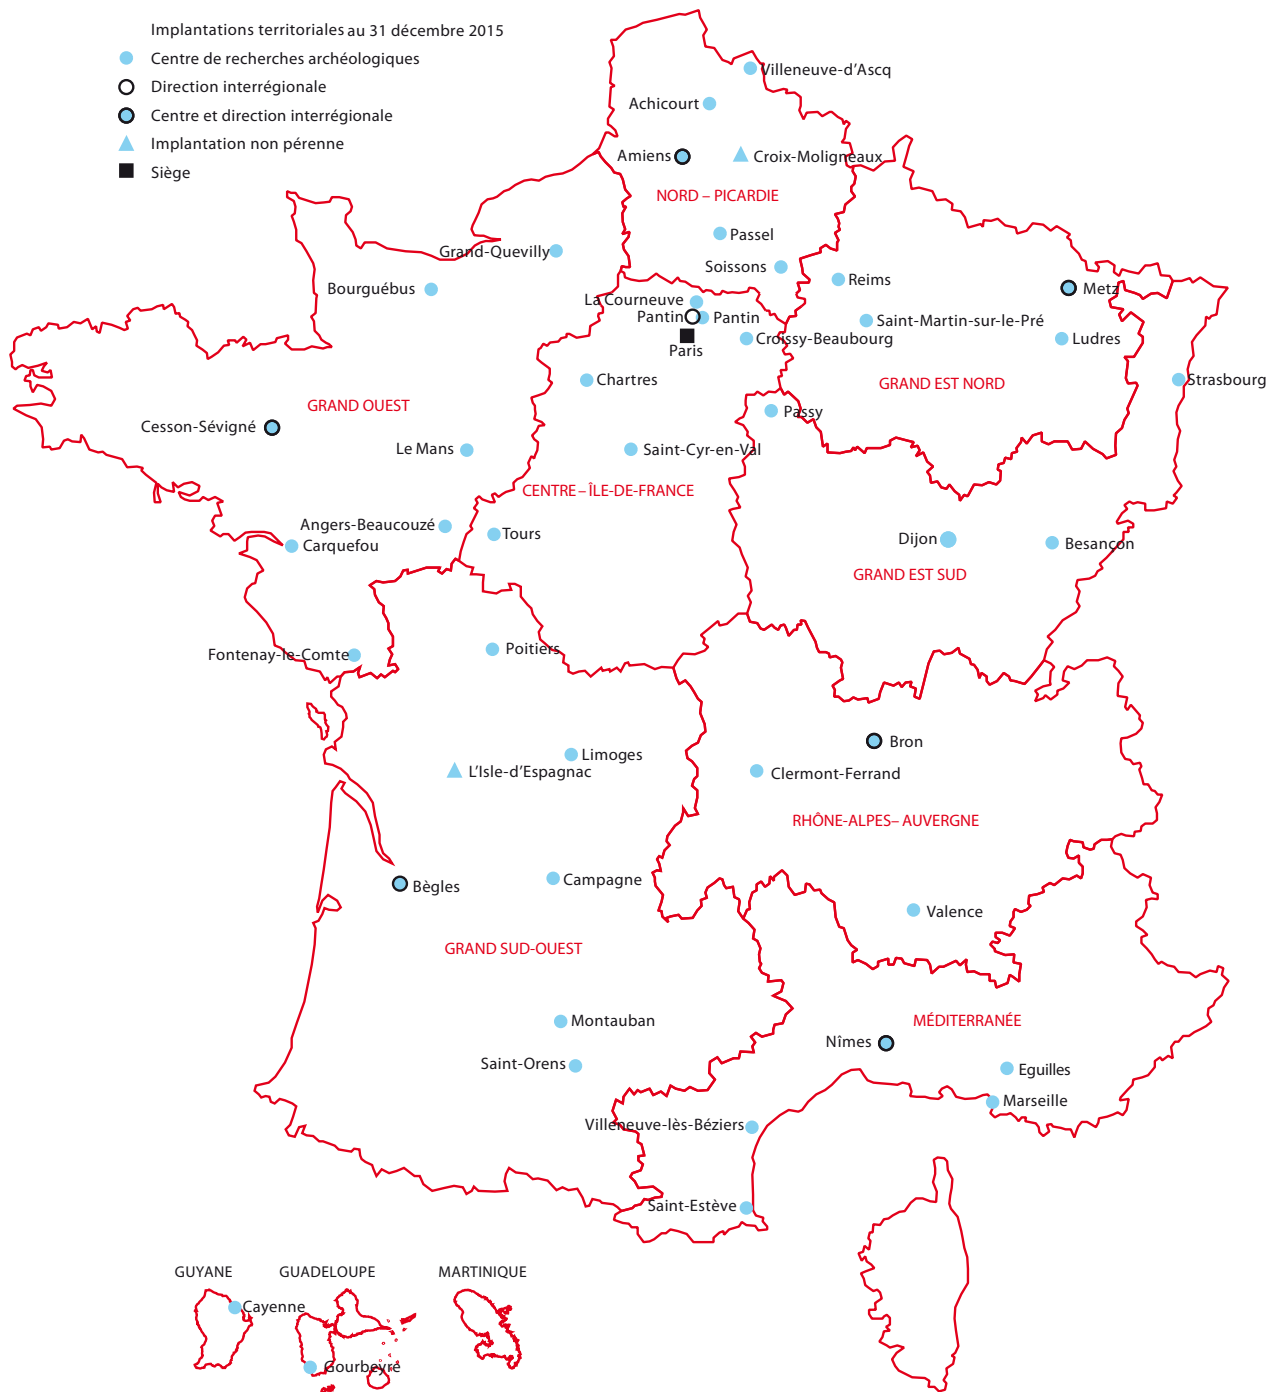 Implantations territoriales au 31 décembre 2015
Centre de recherches archéologiques
Direction interrégionale
Centre et direction interrégionale
Implantation non pérenne
Siège
Villeneuve-d'Ascq
Achicourt
Amiens
Croix-Moligneaux
NORD – PICARDIE
Passel
Grand-Quevilly
Soissons
Reims
Bourguébus
Metz
La Courneuve
Pantin
Pantin
Saint-Martin-sur-le-Pré
Croissy-Beaubourg
Ludres
Paris
Chartres
Strasbourg
GRAND EST NORD
GRAND OUEST
Passy
Cesson-Sévigné
Le Mans
Saint-Cyr-en-Val
CENTRE – ÎLE-DE-FRANCE
Angers-Beaucouzé
Tours
Carquefou
Dijon
Besançon
GRAND EST SUD
Poitiers
Fontenay-le-Comte
Bron
Limoges
L'Isle-d'Espagnac
Clermont-Ferrand
RHÔNE-ALPES – AUVERGNE
Campagne
Bègles
Valence
GRAND SUD-OUEST
Montauban
MÉDITERRANÉE
Nîmes
Saint-Orens
Eguilles
Marseille
Villeneuve-lès-Béziers
Saint-Estève
GUYANE
GUADELOUPE
MARTINIQUE
Cayenne
Gourbeyre